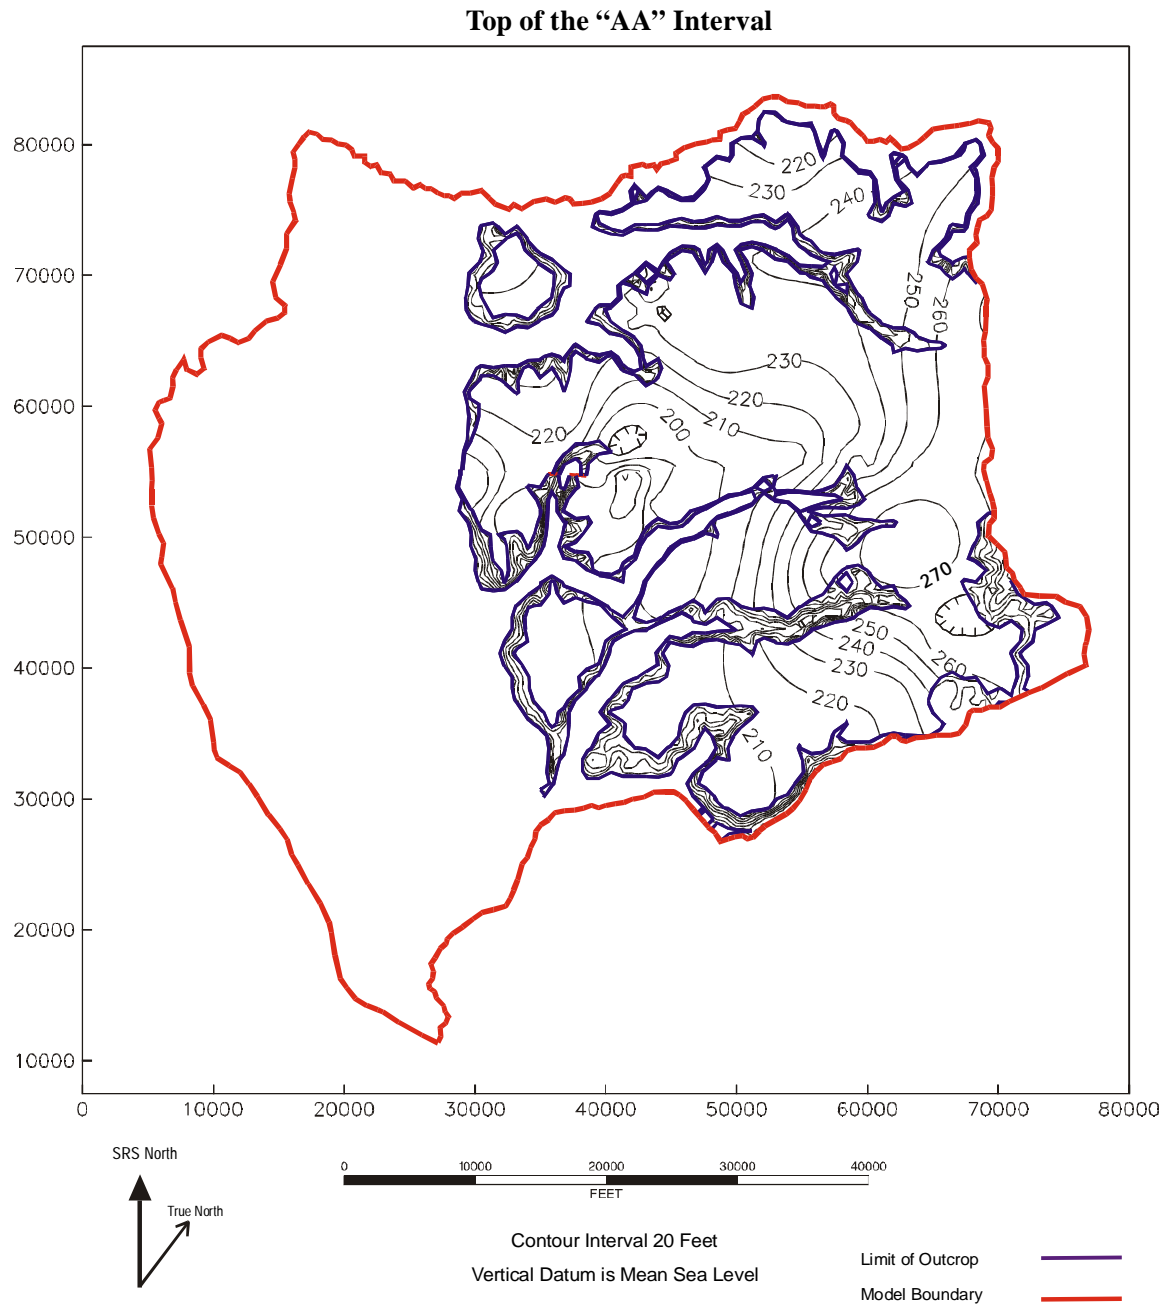 Top of the “AA” Interval
80000
220
230
240
70000
250
260
230
60000
220
210
200
220
50000
270
250
240
260
40000
230
220
210
30000
20000
10000
0 10000 20000 30000 40000 50000 60000 70000 80000
SRS North
True North
0 10000 20000 30000 40000
FEET
Contour Interval 20 Feet
Vertical Datum is Mean Sea Level
Limit of Outcrop
Model Boundary